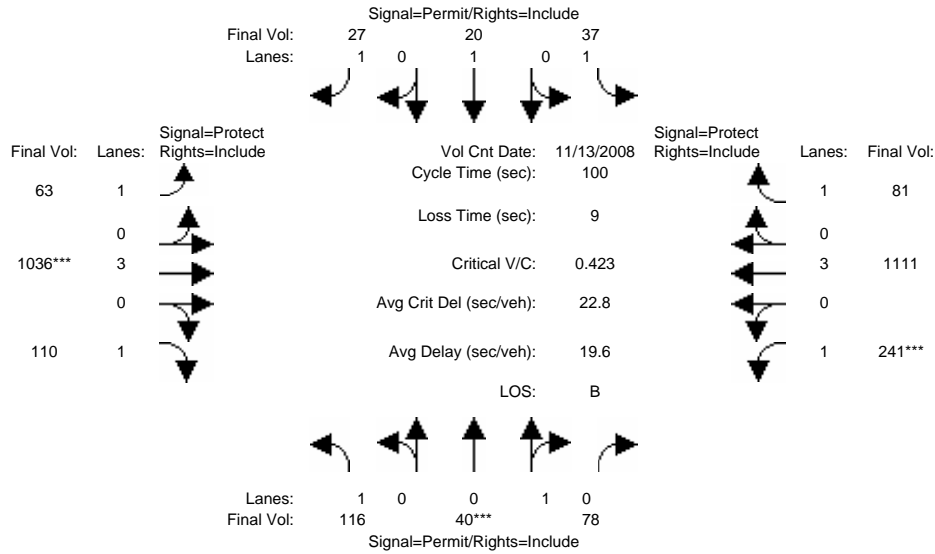 Signal=Permit/Rights=Include
Final Vol: 27 20 37
Lanes: 1 0 1 0 1
Signal=Protect
Final Vol: Lanes: Rights=Include
Vol Cnt Date: 11/13/2008
Signal=Protect
Rights=Include Lanes: Final Vol:
Cycle Time (sec): 100
63 1
1 81
Loss Time (sec): 9
0
0
1036*** 3
Critical V/C: 0.423
3 1111
0
Avg Crit Del (sec/veh): 22.8
0
110 1
Avg Delay (sec/veh): 19.6
1 241***
LOS: B
Lanes: 1 0 0 1 0
Final Vol: 116 40*** 78
Signal=Permit/Rights=Include